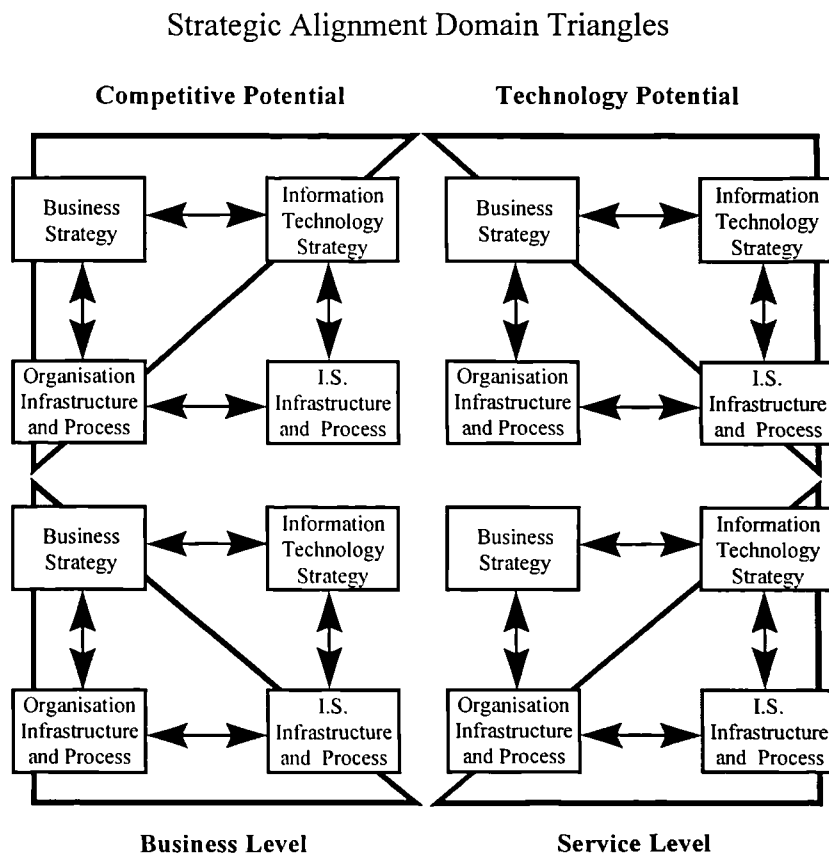 Strategic Alignment Domain Triangles
Competitive Potential
Technology Potential
Business
Strategy
Information
Technology
Strategy
Organisation
Infrastructure
and Process
I.S.
Infrastructure
and Process
Business
Strategy
Information
Technology
Strategy
Organisation
Infrastructure
and Process
I.S.
Infrastructure
and Process
Business
Strategy
Information
Technology
Strategy
Organisation
Infrastructure
and Process
I.S.
Infrastructure
and Process
Business
Strategy
Information
Technology
Strategy
Organisation
Infrastructure
and Process
I.S.
Infrastructure
and Process
Business Level
Service Level